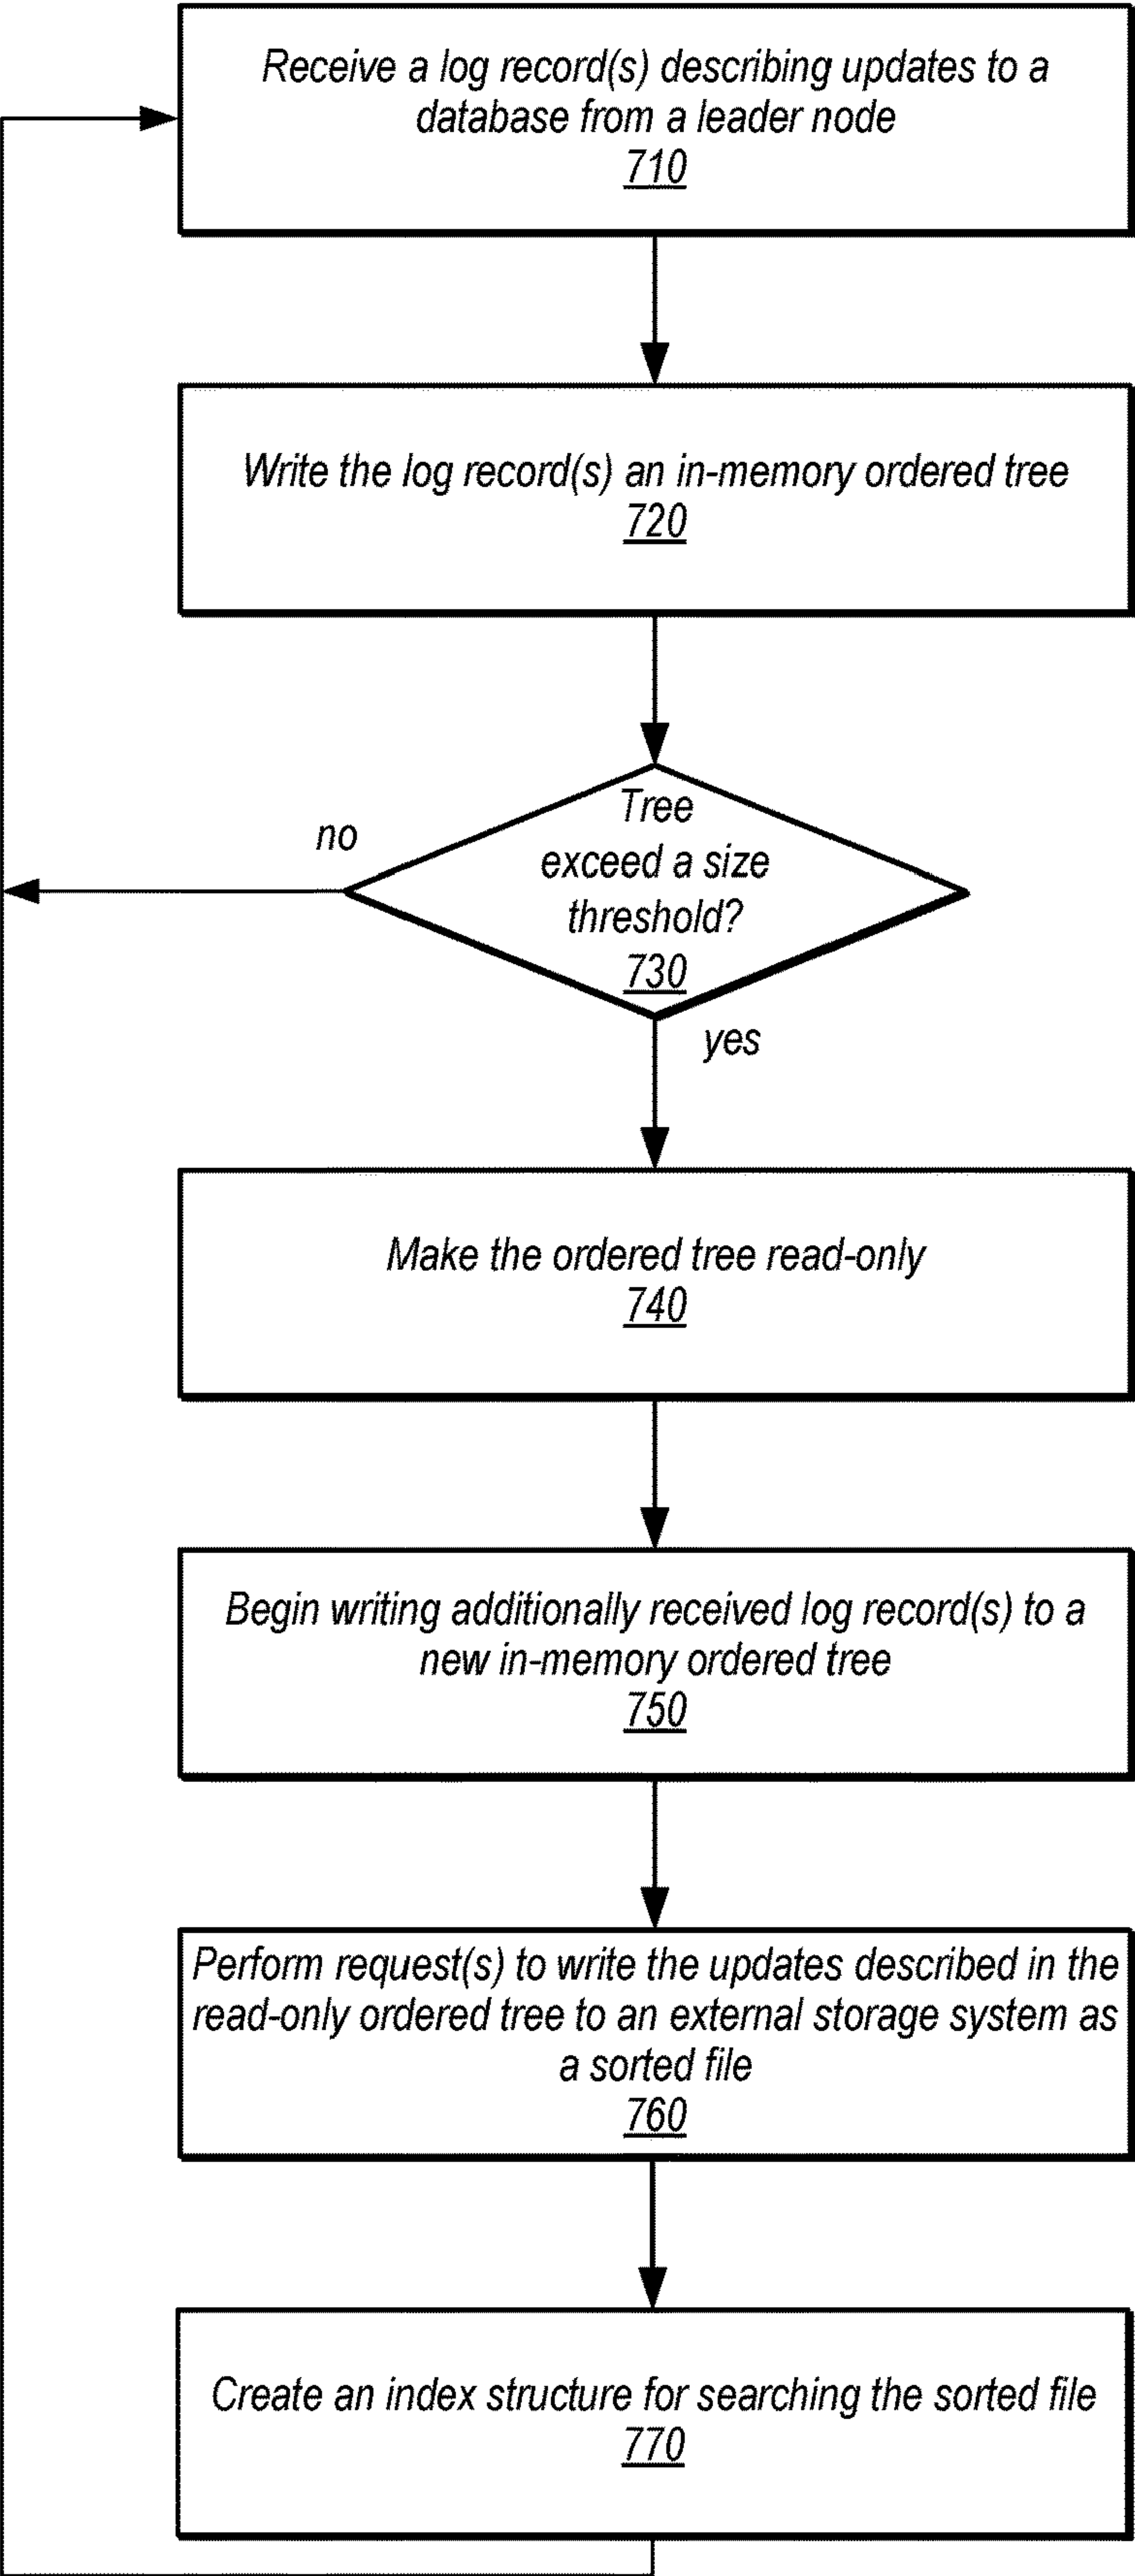 Receive a log record(s) describing updates to a
database from a leader node
710
Write the log record(s) an in-memory ordered tree
720
Tree
exceed a size
threshold?
730
no
yes
Make the ordered tree read-only
740
Begin writing additionally received log record(s) to a
new in-memory ordered tree
750
Perform request(s) to write the updates described in the
read-only ordered tree to an external storage system as
a sorted file
760
Create an index structure for searching the sorted file
770